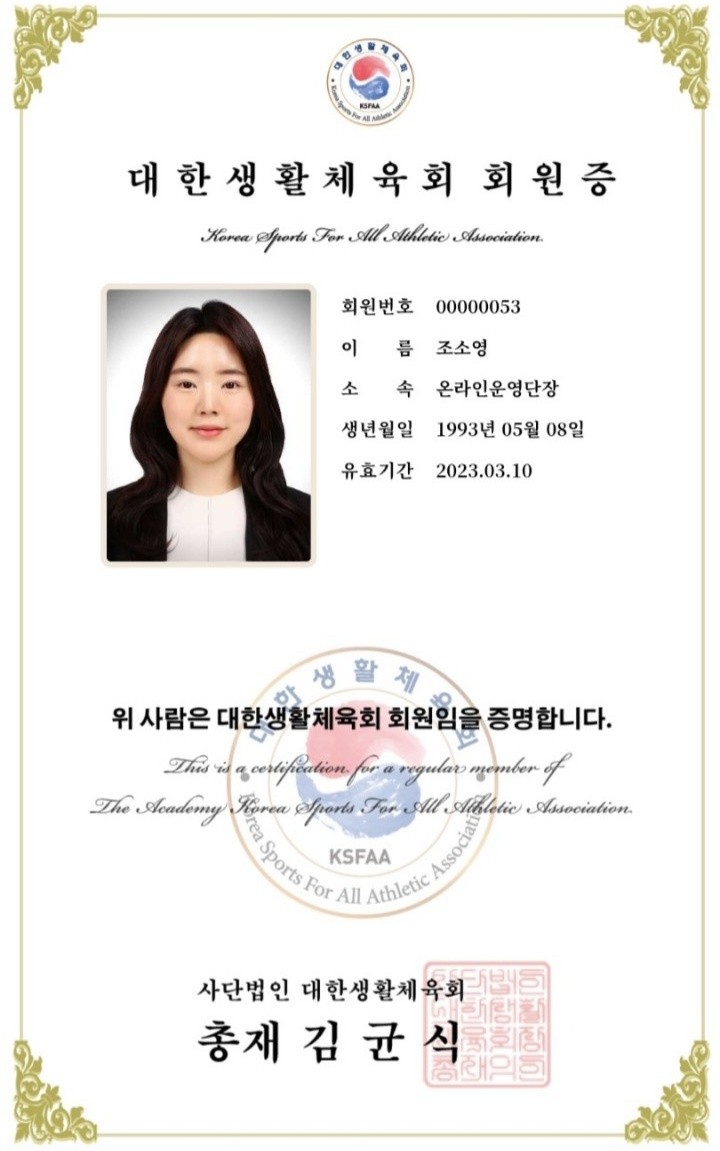 대한생활체육회
Korea Sports For All Athletic Association
KSFAA
대한생활체육회 회원증
Korea Sports For All Athletic Association.
회원번호 00000053
이 름 조소영
소 속 온라인운영단장
생년월일 1993년 05월 08일
유효기간 2023.03.10
대한생활체육회
위 사람은 대한생활체육회 회원임을 증명합니다.
This is a certification for a regular member of
The Academy Korea Sports For All Athletic Association.
KSFAA
Korea Sports For All Athletic Association
사단법인 대한생활체육회
총재 김균식